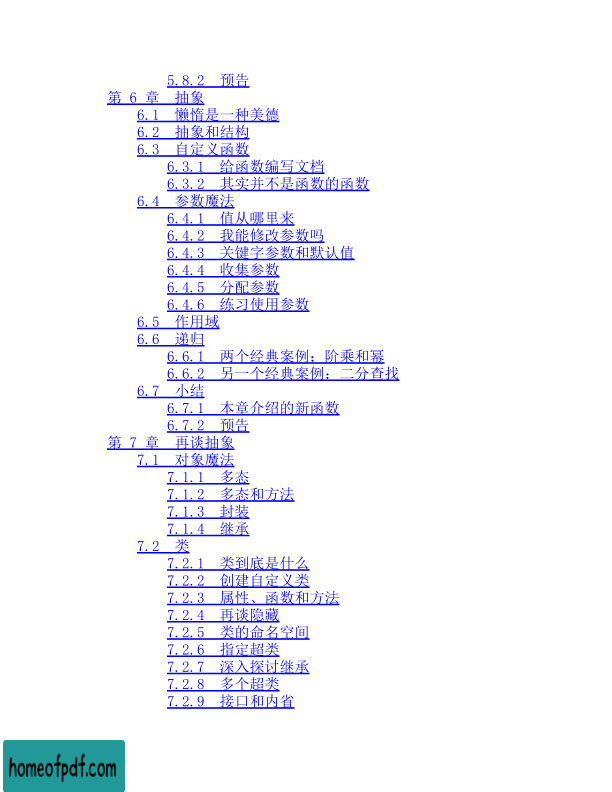 5.8.2 预告
第 6 章 抽象
6.1 懒惰是一种美德
6.2 抽象和结构
6.3 自定义函数
6.3.1 给函数编写文档
6.3.2 其实并不是函数的函数
6.4 参数魔法
6.4.1 值从哪里来
6.4.2 我能修改参数吗
6.4.3 关键字参数和默认值
6.4.4 收集参数
6.4.5 分配参数
6.4.6 练习使用参数
6.5 作用域
6.6 递归
6.6.1 两个经典案例：阶乘和幂
6.6.2 另一个经典案例：二分查找
6.7 小结
6.7.1 本章介绍的新函数
6.7.2 预告
第 7 章 再谈抽象
7.1 对象魔法
7.1.1 多态
7.1.2 多态和方法
7.1.3 封装
7.1.4 继承
7.2 类
7.2.1 类到底是什么
7.2.2 创建自定义类
7.2.3 属性、函数和方法
7.2.4 再谈隐藏
7.2.5 类的命名空间
7.2.6 指定超类
7.2.7 深入探讨继承
7.2.8 多个超类
7.2.9 接口和内省
homeofpdf.com